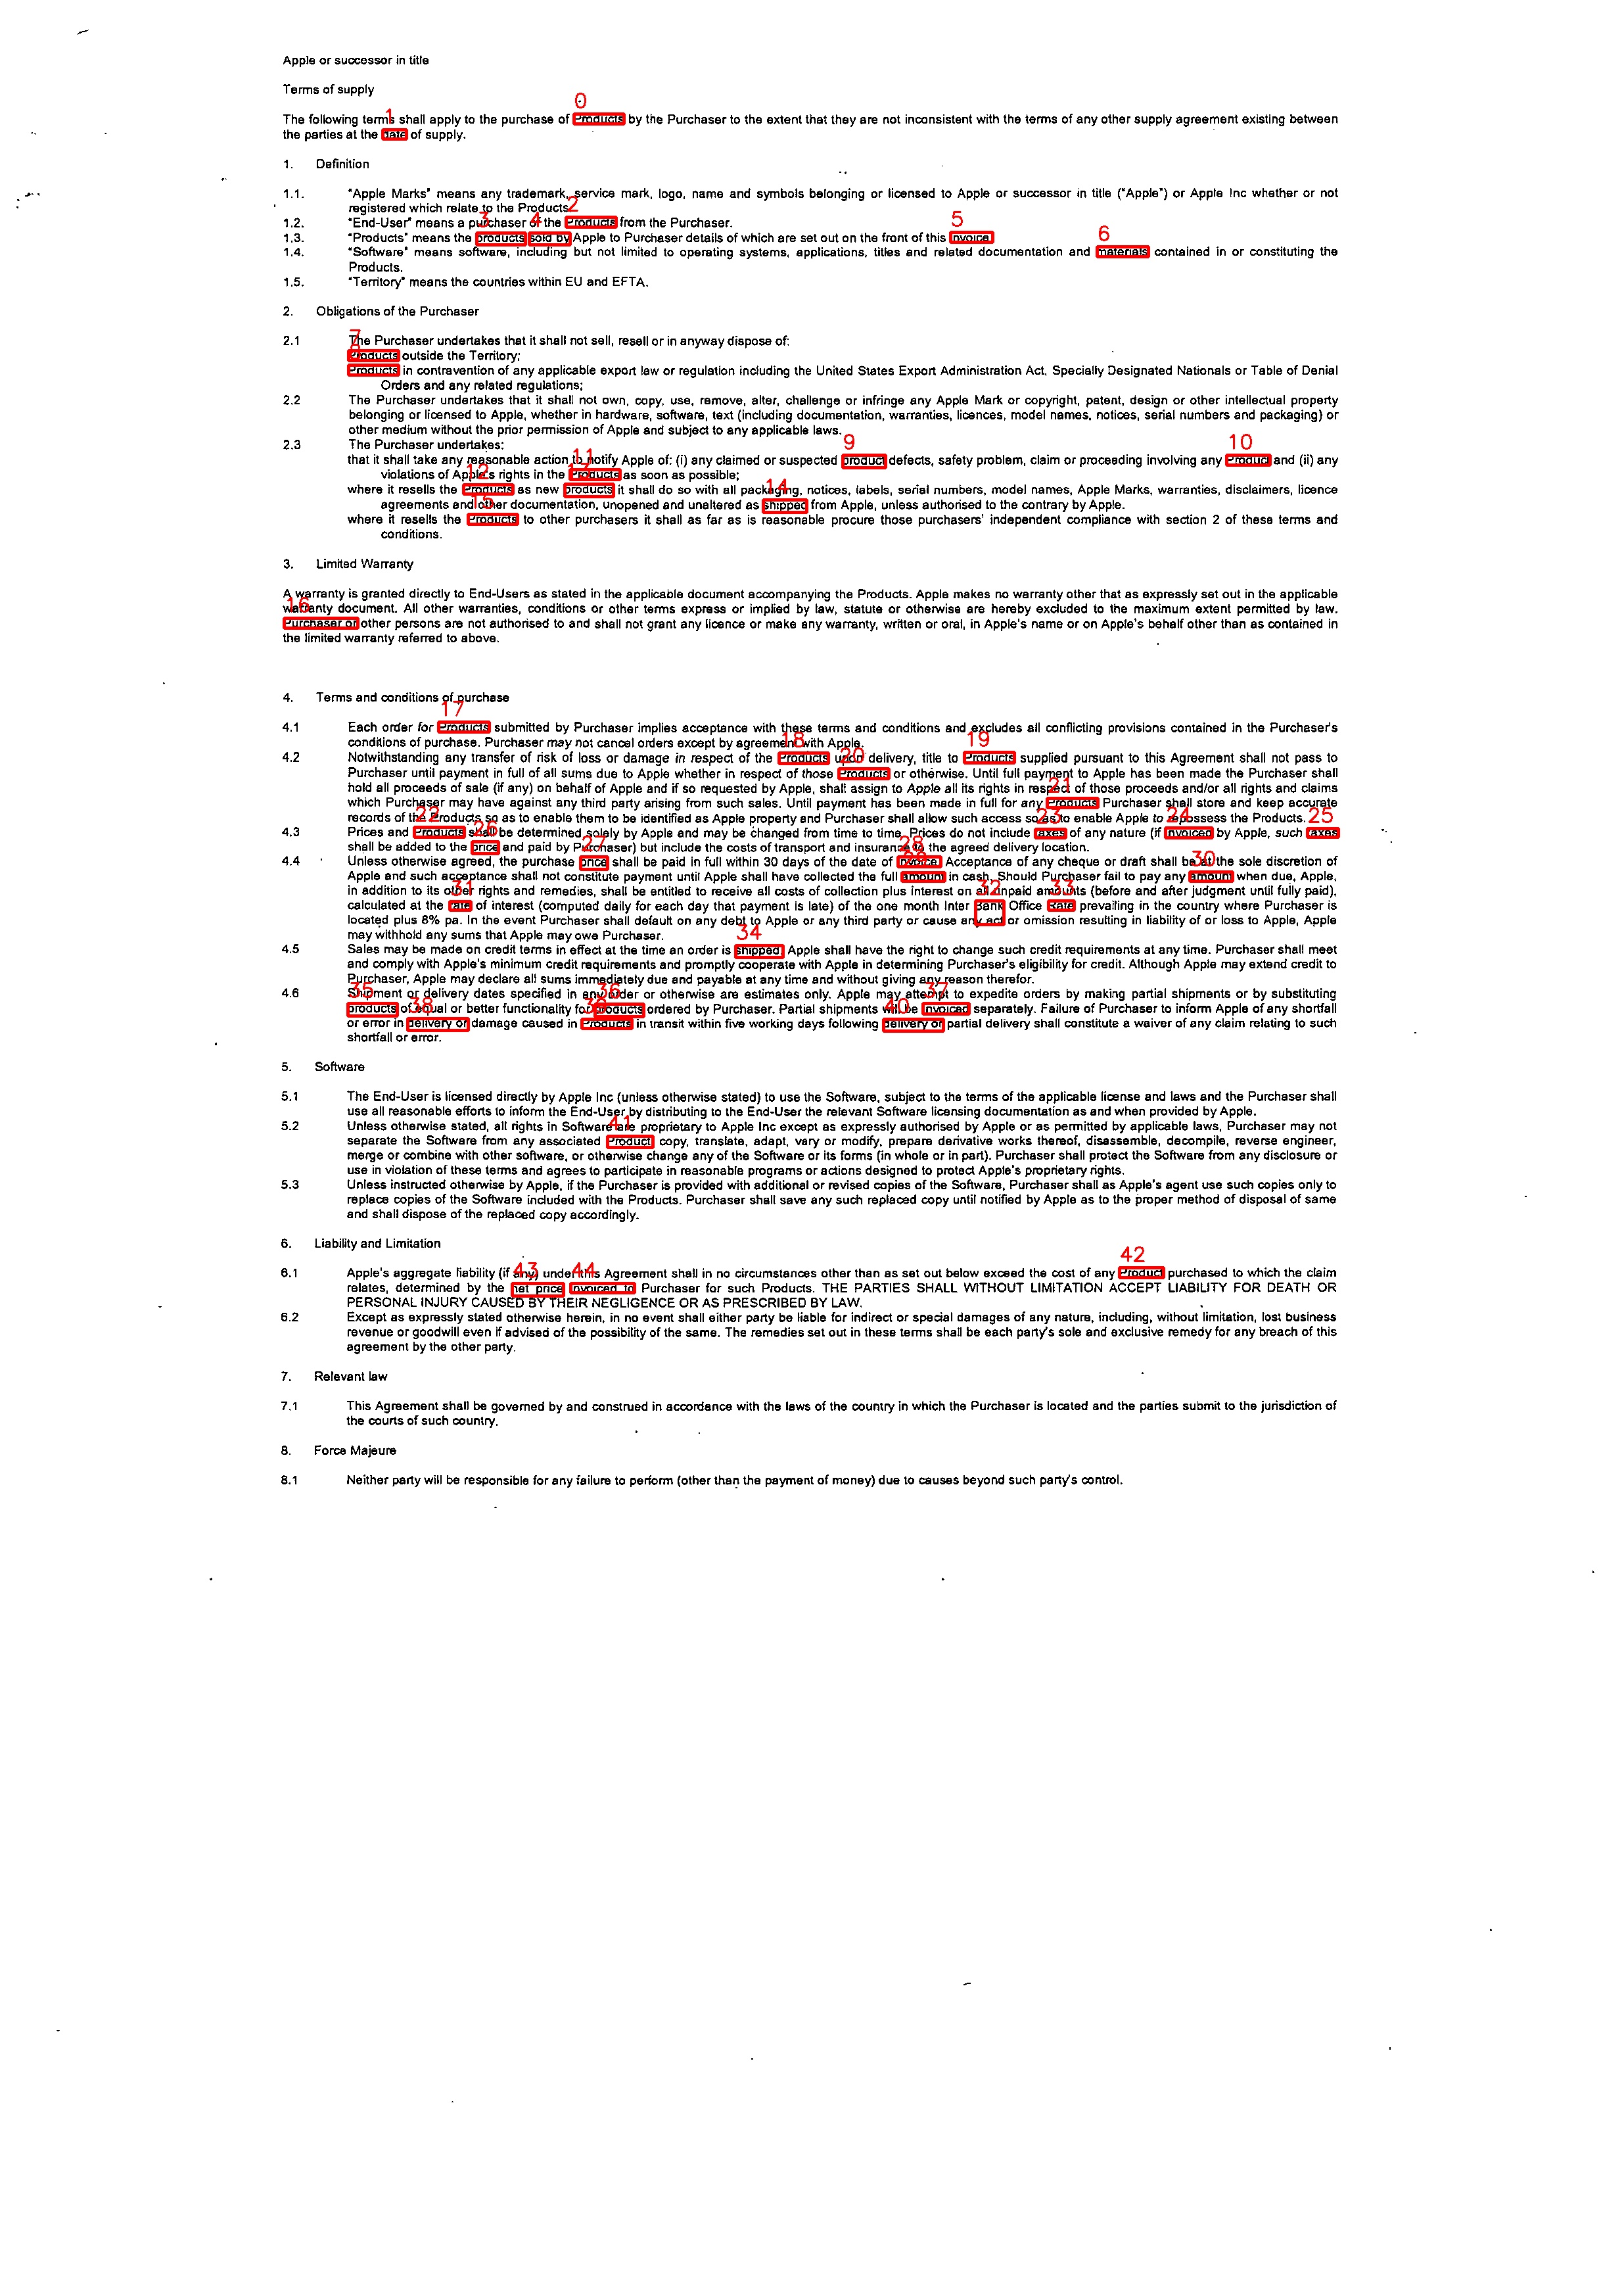 Apple or successor in title
Terms of supply
0
The following terms shall apply to the purchase of Products by the Purchaser to the extent that they are not inconsistent with the terms of any other supply agreement existing between
1
the parties at the date of supply.
1. Definition
1.1. "Apple Marks" means any trademark, service mark, logo, name and symbols belonging or licensed to Apple or successor in title ("Apple") or Apple Inc whether or not
registered which relate to the Products.
2
1.2. "End-User" means a purchaser of the Products from the Purchaser.
3 4 5
1.3. "Products" means the products sold by Apple to Purchaser details of which are set out on the front of this invoice.
6
1.4. "Software" means software, including but not limited to operating systems, applications, titles and related documentation and materials contained in or constituting the
Products.
1.5. "Territory" means the countries within EU and EFTA.
2. Obligations of the Purchaser
2.1 The Purchaser undertakes that it shall not sell, resell or in anyway dispose of:
7
Products outside the Territory;
8
Products in contravention of any applicable export law or regulation including the United States Export Administration Act, Specially Designated Nationals or Table of Denial
Orders and any related regulations;
2.2 The Purchaser undertakes that it shall not own, copy, use, remove, alter, challenge or infringe any Apple Mark or copyright, patent, design or other intellectual property
belonging or licensed to Apple, whether in hardware, software, text (including documentation, warranties, licences, model names, notices, serial numbers and packaging) or
other medium without the prior permission of Apple and subject to any applicable laws.
2.3 The Purchaser undertakes:
9 10
that it shall take any reasonable action to notify Apple of: (i) any claimed or suspected product defects, safety problem, claim or proceeding involving any Product and (ii) any
11
violations of Apple's rights in the Products as soon as possible;
12 13
where it resells the Products as new products it shall do so with all packaging, notices, labels, serial numbers, model names, Apple Marks, warranties, disclaimers, licence
14
agreements and other documentation, unopened and unaltered as shipped from Apple, unless authorised to the contrary by Apple.
15
where it resells the Products to other purchasers it shall as far as is reasonable procure those purchasers' independent compliance with section 2 of these terms and
conditions.
3. Limited Warranty
A warranty is granted directly to End-Users as stated in the applicable document accompanying the Products. Apple makes no warranty other that as expressly set out in the applicable
warranty document. All other warranties, conditions or other terms express or implied by law, statute or otherwise are hereby excluded to the maximum extent permitted by law.
16
Purchaser or other persons are not authorised to and shall not grant any licence or make any warranty, written or oral, in Apple's name or on Apple's behalf other than as contained in
the limited warranty referred to above.
4. Terms and conditions of purchase
17
4.1 Each order for Products submitted by Purchaser implies acceptance with these terms and conditions and excludes all conflicting provisions contained in the Purchaser's
conditions of purchase. Purchaser may not cancel orders except by agreement with Apple.
18 19
4.2 Notwithstanding any transfer of risk of loss or damage in respect of the Products upon delivery, title to Products supplied pursuant to this Agreement shall not pass to
20
Purchaser until payment in full of all sums due to Apple whether in respect of those Products or otherwise. Until full payment to Apple has been made the Purchaser shall
hold all proceeds of sale (if any) on behalf of Apple and if so requested by Apple, shall assign to Apple all its rights in respect of those proceeds and/or all rights and claims
21
which Purchaser may have against any third party arising from such sales. Until payment has been made in full for any Products Purchaser shall store and keep accurate
records of the Products so as to enable them to be identified as Apple property and Purchaser shall allow such access so as to enable Apple to repossess the Products.
22 23 24 25
4.3 Prices and Products shall be determined solely by Apple and may be changed from time to time. Prices do not include taxes of any nature (if invoiced by Apple, such taxes
26
shall be added to the price and paid by Purchaser) but include the costs of transport and insurance to the agreed delivery location.
27 28
4.4 Unless otherwise agreed, the purchase price shall be paid in full within 30 days of the date of invoice. Acceptance of any cheque or draft shall be at the sole discretion of
29 30
Apple and such acceptance shall not constitute payment until Apple shall have collected the full amount in cash. Should Purchaser fail to pay any amount when due, Apple,
in addition to its other rights and remedies, shall be entitled to receive all costs of collection plus interest on all unpaid amounts (before and after judgment until fully paid),
31 32 33
calculated at the rate of interest (computed daily for each day that payment is late) of the one month Inter Bank Office Rate prevailing in the country where Purchaser is
located plus 8% pa. In the event Purchaser shall default on any debt to Apple or any third party or cause any act or omission resulting in liability of or loss to Apple, Apple
may withhold any sums that Apple may owe Purchaser.
34
4.5 Sales may be made on credit terms in effect at the time an order is shipped. Apple shall have the right to change such credit requirements at any time. Purchaser shall meet
and comply with Apple's minimum credit requirements and promptly cooperate with Apple in determining Purchaser's eligibility for credit. Although Apple may extend credit to
Purchaser, Apple may declare all sums immediately due and payable at any time and without giving any reason therefor.
4.6 Shipment or delivery dates specified in any order or otherwise are estimates only. Apple may attempt to expedite orders by making partial shipments or by substituting
35 36 37
products of equal or better functionality for products ordered by Purchaser. Partial shipments will be invoiced separately. Failure of Purchaser to inform Apple of any shortfall
38 39 40
or error in delivery or damage caused in Products in transit within five working days following delivery or partial delivery shall constitute a waiver of any claim relating to such
shortfall or error.
5. Software
5.1 The End-User is licensed directly by Apple Inc (unless otherwise stated) to use the Software, subject to the terms of the applicable license and laws and the Purchaser shall
use all reasonable efforts to inform the End-User by distributing to the End-User the relevant Software licensing documentation as and when provided by Apple.
5.2 Unless otherwise stated, all rights in Software are proprietary to Apple Inc except as expressly authorised by Apple or as permitted by applicable laws, Purchaser may not
41
separate the Software from any associated Product copy, translate, adapt, vary or modify, prepare derivative works thereof, disassemble, decompile, reverse engineer,
merge or combine with other software, or otherwise change any of the Software or its forms (in whole or in part). Purchaser shall protect the Software from any disclosure or
use in violation of these terms and agrees to participate in reasonable programs or actions designed to protect Apple's proprietary rights.
5.3 Unless instructed otherwise by Apple, if the Purchaser is provided with additional or revised copies of the Software, Purchaser shall as Apple's agent use such copies only to
replace copies of the Software included with the Products. Purchaser shall save any such replaced copy until notified by Apple as to the proper method of disposal of same
and shall dispose of the replaced copy accordingly.
6. Liability and Limitation
42
6.1 Apple's aggregate liability (if any) under this Agreement shall in no circumstances other than as set out below exceed the cost of any Product purchased to which the claim
43 44
relates, determined by the net price invoiced to Purchaser for such Products. THE PARTIES SHALL WITHOUT LIMITATION ACCEPT LIABILITY FOR DEATH OR
PERSONAL INJURY CAUSED BY THEIR NEGLIGENCE OR AS PRESCRIBED BY LAW.
6.2 Except as expressly stated otherwise herein, in no event shall either party be liable for indirect or special damages of any nature, including, without limitation, lost business
revenue or goodwill even if advised of the possibility of the same. The remedies set out in these terms shall be each party's sole and exclusive remedy for any breach of this
agreement by the other party.
7. Relevant law
7.1 This Agreement shall be governed by and construed in accordance with the laws of the country in which the Purchaser is located and the parties submit to the jurisdiction of
the courts of such country.
8. Force Majeure
8.1 Neither party will be responsible for any failure to perform (other than the payment of money) due to causes beyond such party's control.